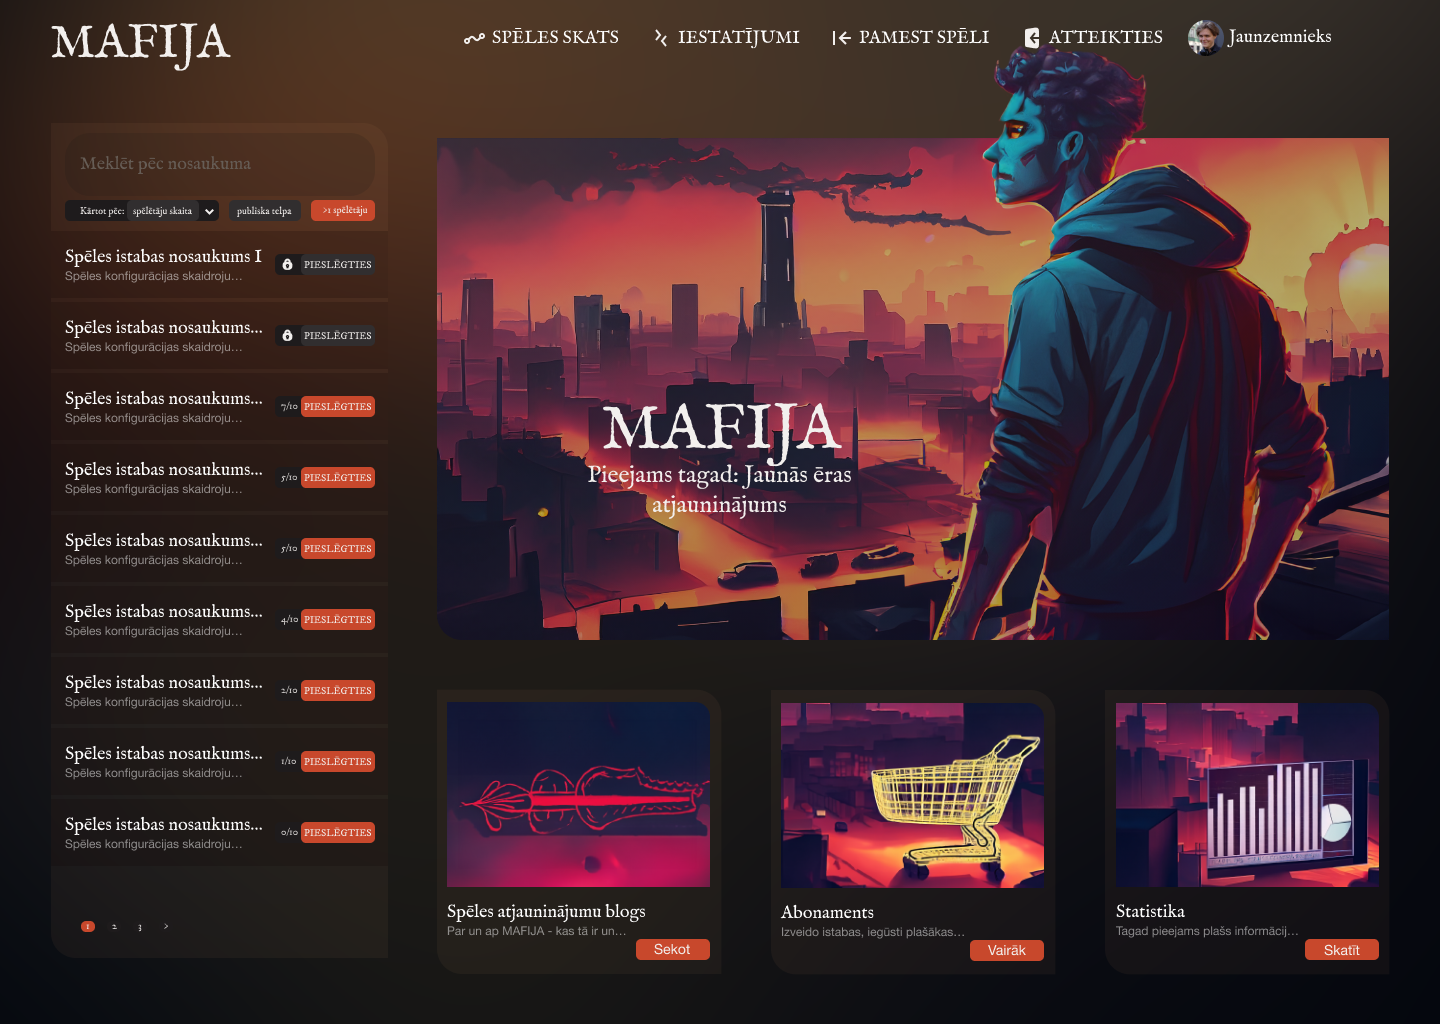 MAFIJA
SPĒLES SKATS
IESTATĪJUMI
PAMEST SPĒLI
ATTEIKTIES
Jaunzemnieks
Meklēt pēc nosaukuma
Kārtot pēc: spēlētāju skaita
publiska telpa
>1 spēlētāju
Spēles istabas nosaukums 1
Spēles konfigurācijas skaidroju...
PIESLĒGTIES
Spēles istabas nosaukums...
Spēles konfigurācijas skaidroju...
PIESLĒGTIES
Spēles istabas nosaukums...
Spēles konfigurācijas skaidroju...
7/10 PIESLĒGTIES
Spēles istabas nosaukums...
Spēles konfigurācijas skaidroju...
5/10 PIESLĒGTIES
Spēles istabas nosaukums...
Spēles konfigurācijas skaidroju...
5/10 PIESLĒGTIES
Spēles istabas nosaukums...
Spēles konfigurācijas skaidroju...
4/10 PIESLĒGTIES
Spēles istabas nosaukums...
Spēles konfigurācijas skaidroju...
2/10 PIESLĒGTIES
Spēles istabas nosaukums...
Spēles konfigurācijas skaidroju...
1/10 PIESLĒGTIES
Spēles istabas nosaukums...
Spēles konfigurācijas skaidroju...
0/10 PIESLĒGTIES
1 2 3 >
MAFIJA
Pieejams tagad: Jaunās ēras
atjauninājums
Spēles atjauninājumu blogs
Par un ap MAFIJA - kas tā ir un...
Sekot
Abonaments
Izveido istabas, iegūsti plašākas...
Vairāk
Statistika
Tagad pieejams plašs informācij...
Skatīt